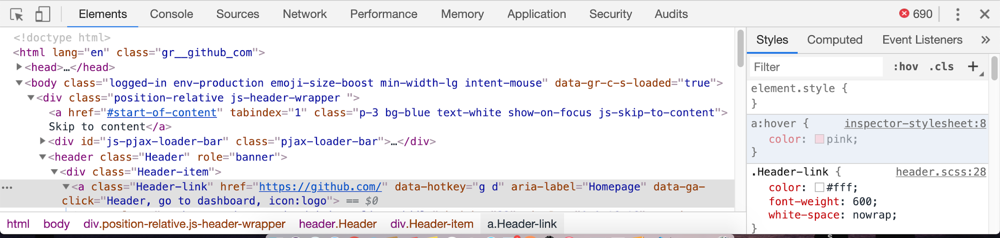 Elements Console Sources Network Performance Memory Application Security Audits 690
<!doctype html>
<html lang="en" class="gr__github_com">
<head>…</head>
<body class="logged-in env-production emoji-size-boost min-width-lg intent-mouse" data-gr-c-s-loaded="true">
<div class="position-relative js-header-wrapper ">
<a href="#start-of-content" tabindex="1" class="p-3 bg-blue text-white show-on-focus js-skip-to-content">
Skip to content</a>
<div id="js-pjax-loader-bar" class="pjax-loader-bar">…</div>
<header class="Header" role="banner">
<div class="Header-item">
<a class="Header-link" href="https://github.com/" data-hotkey="g d" aria-label="Homepage" data-ga-
click="Header, go to dashboard, icon:logo"> == $0
html body div.position-relative.js-header-wrapper header.Header div.Header-item a.Header-link
Styles Computed Event Listeners
Filter :hov .cls +
element.style {
}
a:hover { inspector-stylesheet:8
color: pink;
}
.Header-link { header.scss:28
color: #fff;
font-weight: 600;
white-space: nowrap;
}